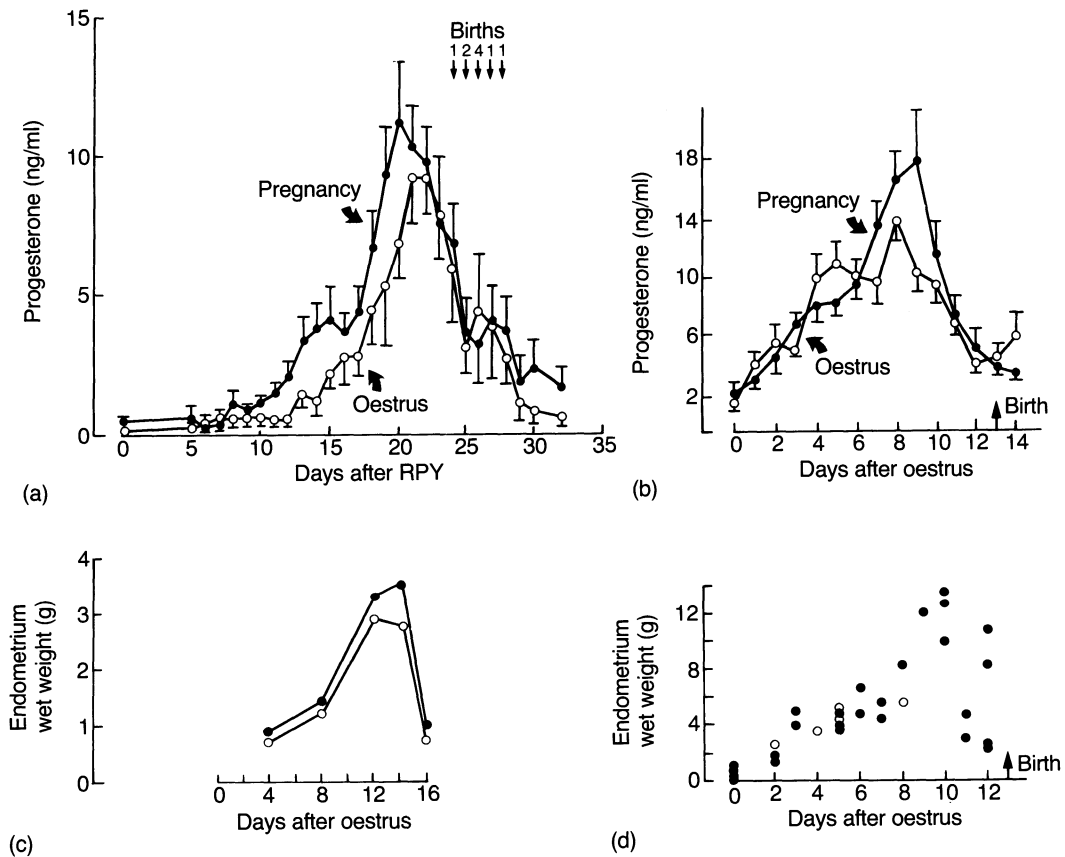 15
10
5
0
Progesterone (ng/ml)
Births
1 2 4 1 1
Pregnancy
Oestrus
0 5 10 15 20 25 30 35
Days after RPY
(a)
18
14
10
6
2
Progesterone (ng/ml)
Pregnancy
Oestrus
Birth
0 2 4 6 8 10 12 14
Days after oestrus
(b)
4
3
2
1
0
Endometrium
wet weight (g)
0 4 8 12 16
Days after oestrus
(c)
12
8
4
0
Endometrium
wet weight (g)
Birth
0 2 4 6 8 10 12
Days after oestrus
(d)